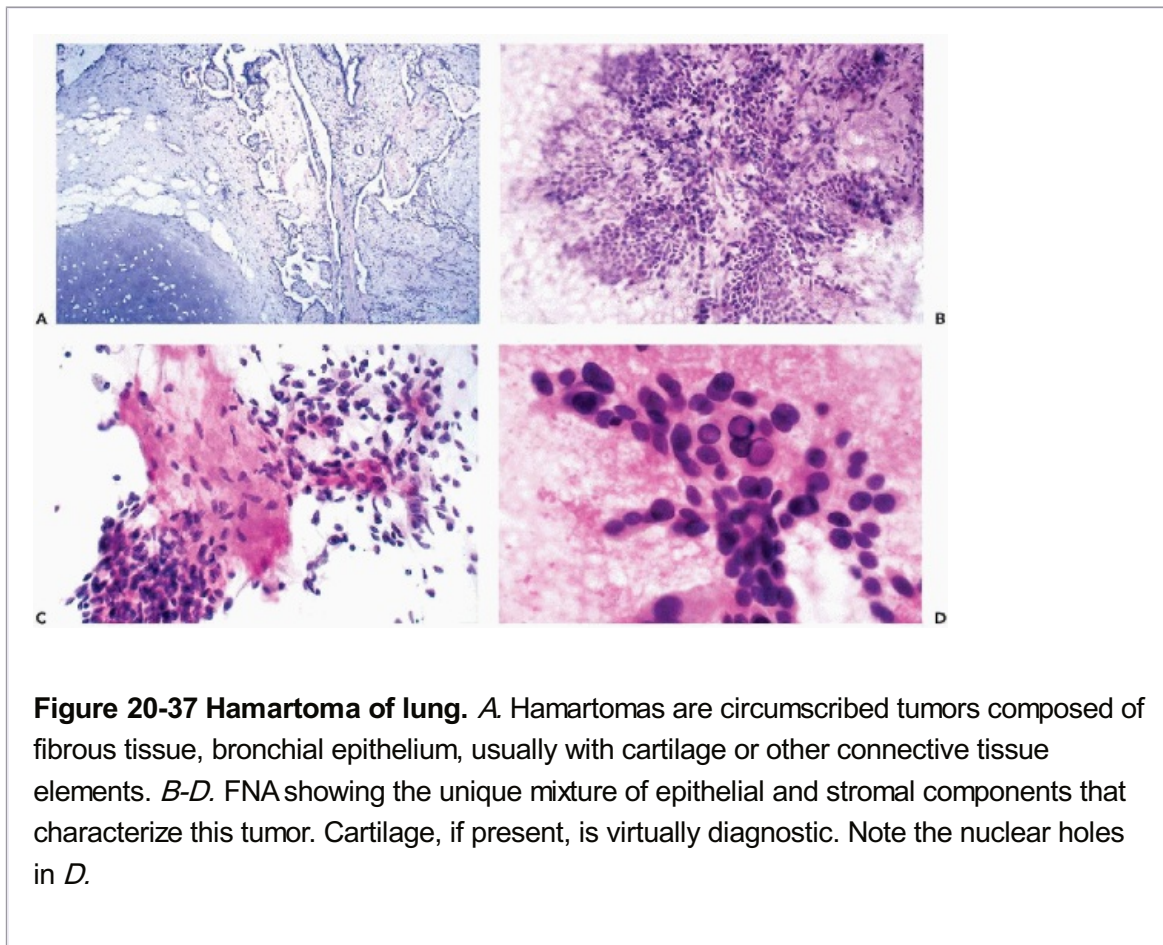 A
B
C
D
Figure 20-37 Hamartoma of lung. A. Hamartomas are circumscribed tumors composed of
fibrous tissue, bronchial epithelium, usually with cartilage or other connective tissue
elements. B-D. FNA showing the unique mixture of epithelial and stromal components that
characterize this tumor. Cartilage, if present, is virtually diagnostic. Note the nuclear holes
in D.